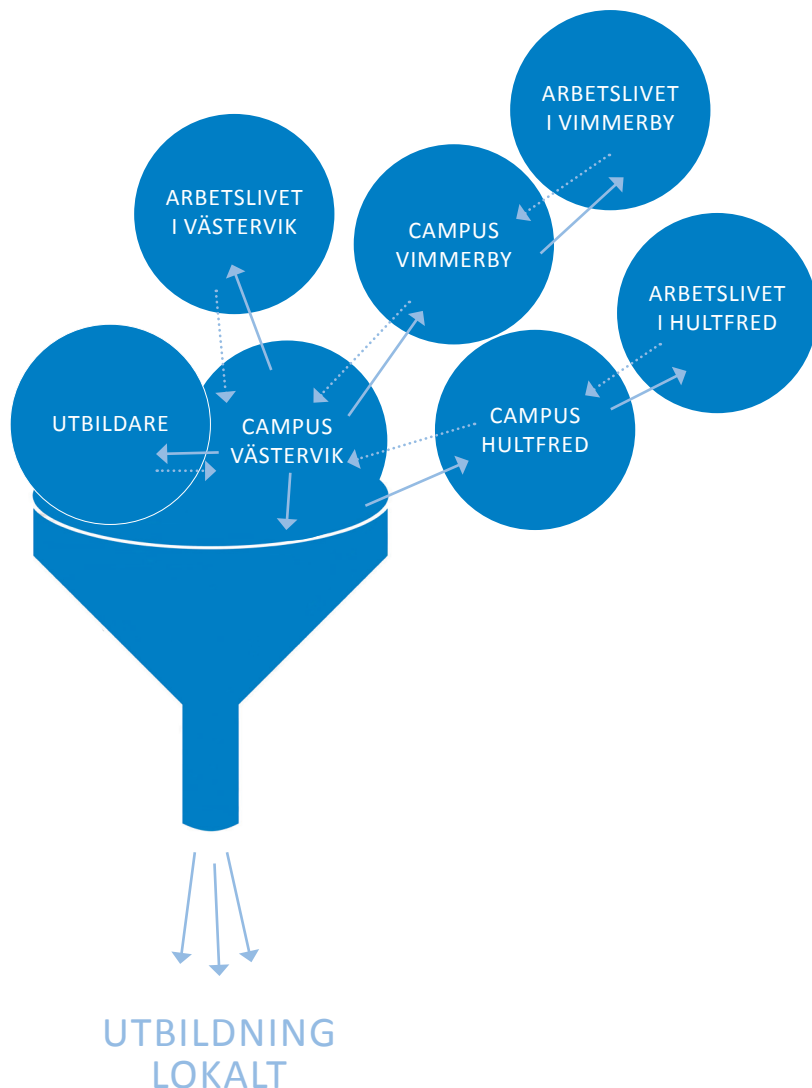 ARBETSLIVET
I VIMMERBY
ARBETSLIVET
I VÄSTERVIK
CAMPUS
VIMMERBY
ARBETSLIVET
I HULTFRED
UTBILDARE
CAMPUS
VÄSTERVIK
CAMPUS
HULTFRED
UTBILDNING
LOKALT